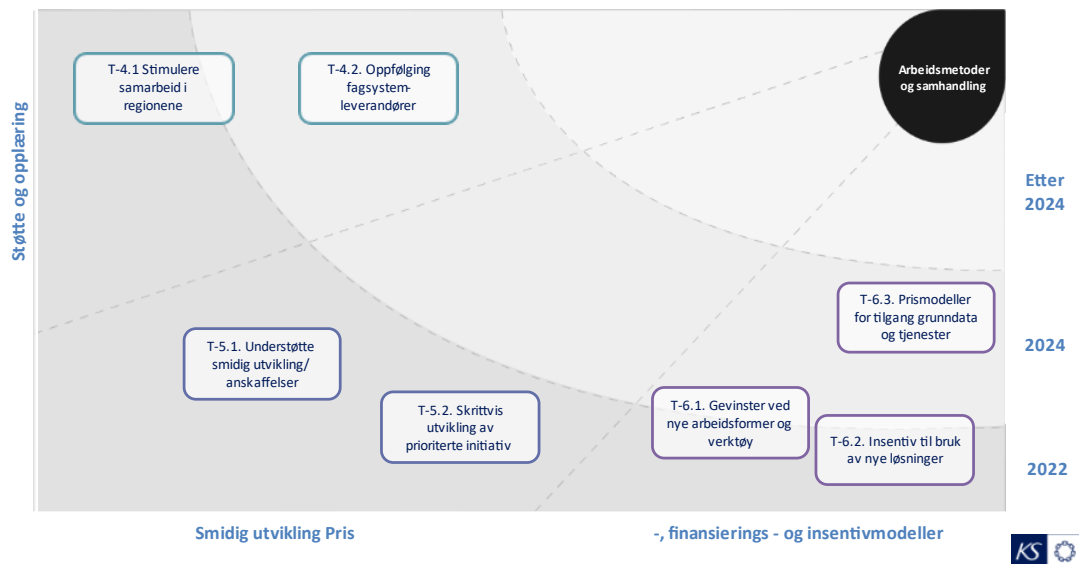 T-4.1 Stimulere
samarbeid i
regionene
T-4.2. Oppfølging
fagsystem-
leverandører
Arbeidsmetoder
og samhandling
Støtte og opplæring
Etter
2024
T-6.3. Prismodeller
for tilgang grunndata
og tjenester
T-5.1. Understøtte
smidig utvikling/
anskaffelser
2024
T-5.2. Skrittvis
utvikling av
prioriterte initiativ
T-6.1. Gevinster ved
nye arbeidsformer og
verktøy
T-6.2. Insentiv til bruk
av nye løsninger
2022
Smidig utvikling Pris
-, finansierings - og insentivmodeller
KS